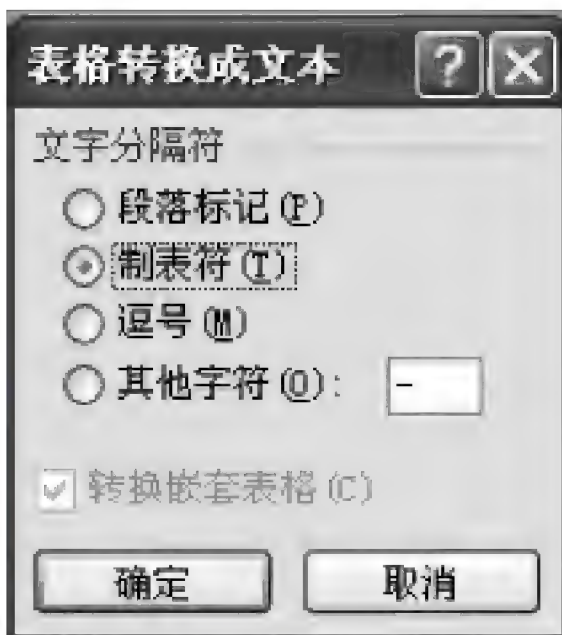 表格转换成文本
文字分隔符
段落标记(P)
制表符(T)
逗号(M)
其他字符(O): -
转换嵌套表格(C)
确定 取消